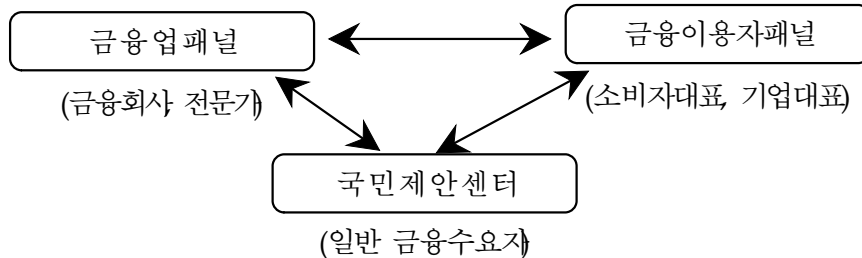 금융업패널
금융이용자패널
(금융회사, 전문가)
(소비자대표, 기업대표)
국민제안센터
(일반 금융수요자)